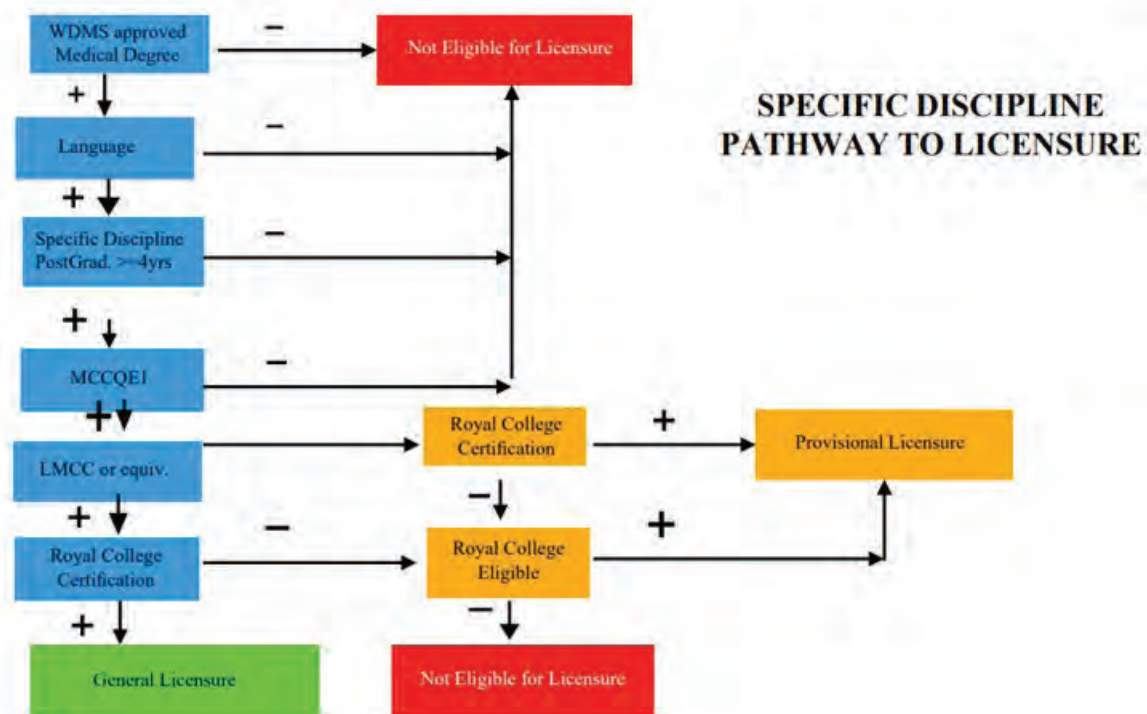 WDMS approved
Medical Degree
−
Not Eligible for Licensure
SPECIFIC DISCIPLINE
PATHWAY TO LICENSURE
+
Language
−
+
Specific Discipline
PostGrad. >=4yrs
−
+
MCCQEI
−
+
Royal College
Certification
+
Provisional Licensure
LMCC or equiv.
−
+
−
+
Royal College
Certification
Royal College
Eligible
+
−
General Licensure
Not Eligible for Licensure